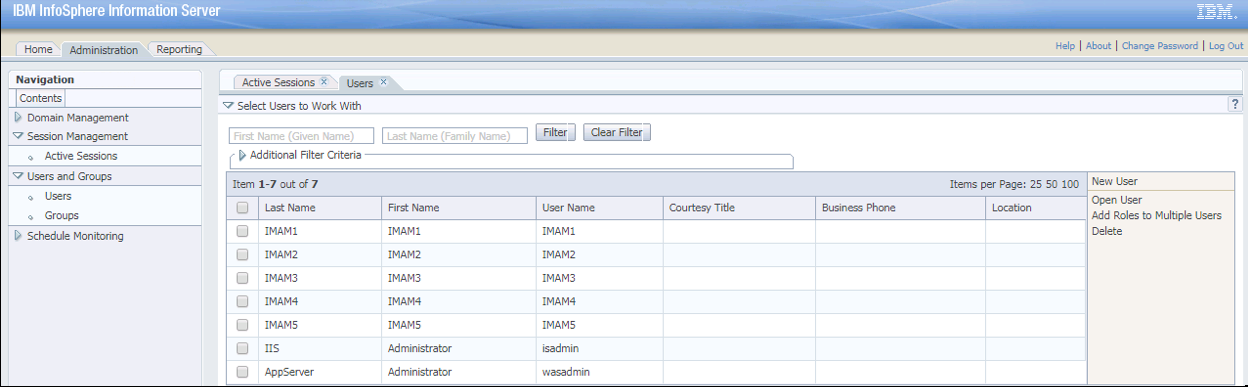 IBM InfoSphere Information Server
IBM.
Home Administration Reporting
Help | About | Change Password | Log Out
Navigation
Contents
Domain Management
Session Management
Active Sessions
Users and Groups
Users
Groups
Schedule Monitoring
Active Sessions Users
Select Users to Work With ?
First Name (Given Name) Last Name (Family Name) Filter Clear Filter
Additional Filter Criteria
Item 1-7 out of 7 Items per Page: 25 50 100
Last Name First Name User Name Courtesy Title Business Phone Location
IMAM1 IMAM1 IMAM1
IMAM2 IMAM2 IMAM2
IMAM3 IMAM3 IMAM3
IMAM4 IMAM4 IMAM4
IMAM5 IMAM5 IMAM5
IIS Administrator isadmin
AppServer Administrator wasadmin
New User
Open User
Add Roles to Multiple Users
Delete